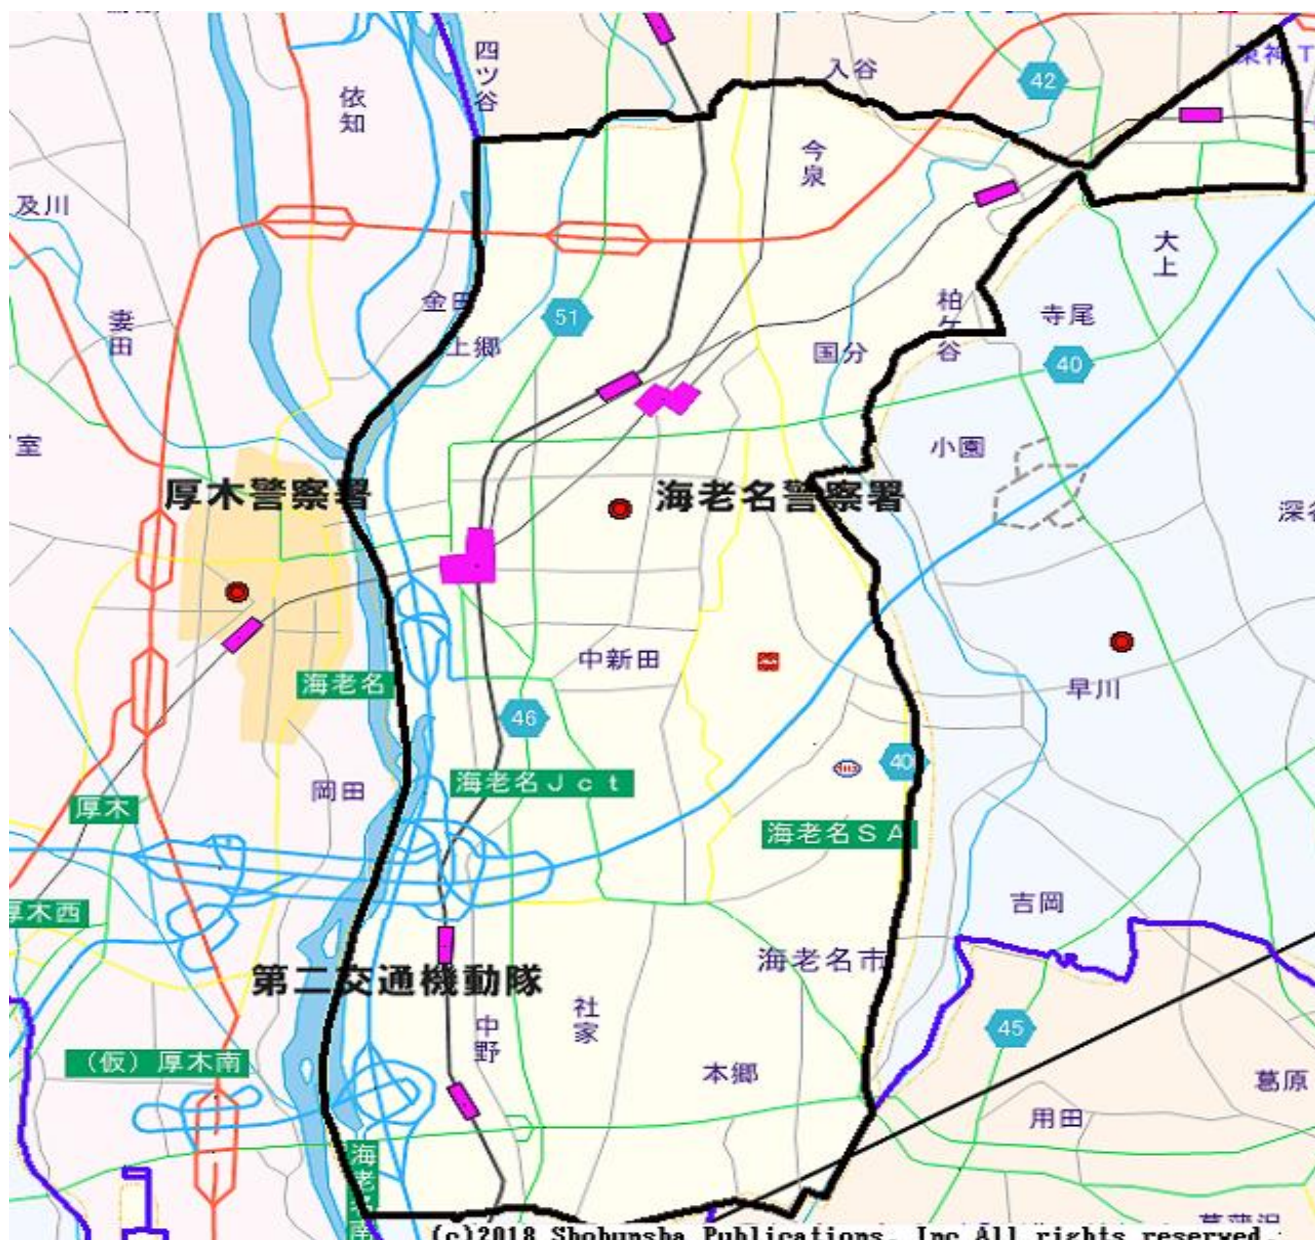 四ツ谷
入谷
42
東神T
依知
今泉
及川
大上
金田
柏ケ谷
寺尾
妻田
51
上郷
国分
40
室
小園
厚木警察署
海老名警察署
深谷
中新田
海老名
早川
46
海老名Jct
40
岡田
厚木
海老名SA
厚木西
吉岡
海老名市
第二交通機動隊
社家
中野
45
(仮)厚木南
本郷
葛原
用田
海老名南
(c)2018 Shobunsha Publications, Inc All rights reserved.